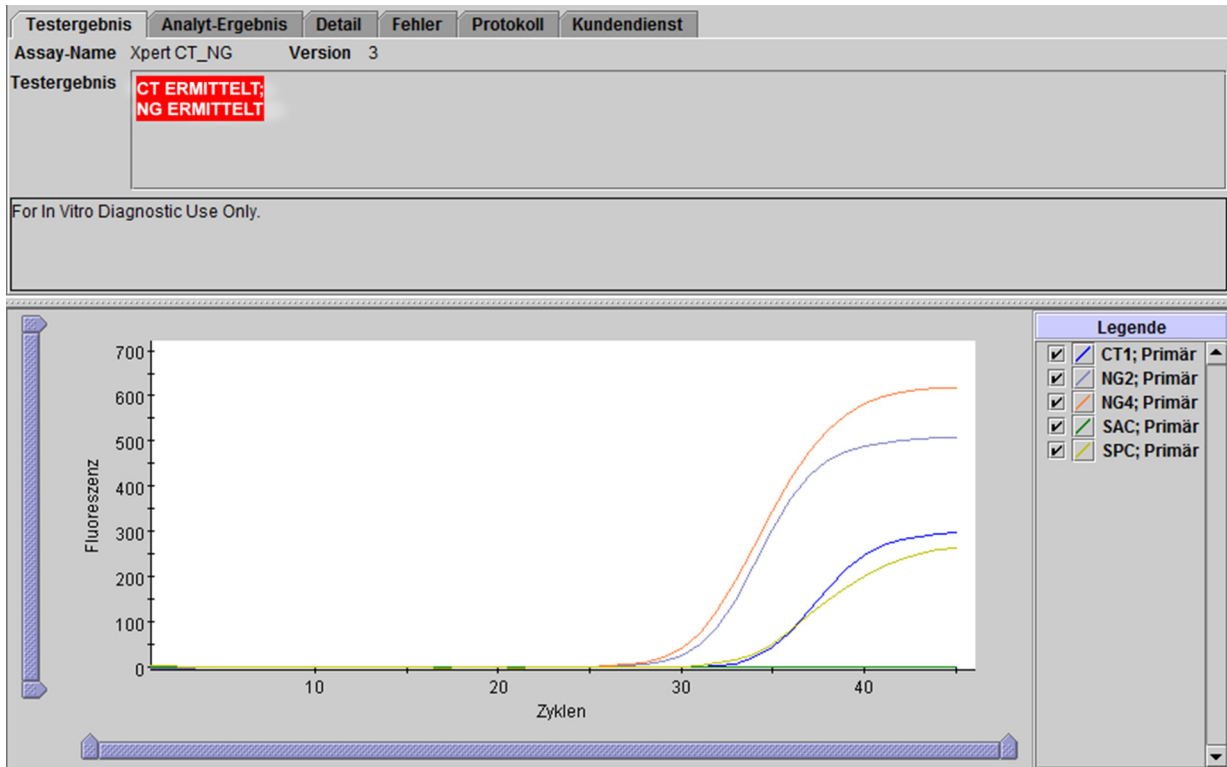 Testergebnis Analyt-Ergebnis Detail Fehler Protokoll Kundendienst
Assay-Name Xpert CT_NG Version 3
Testergebnis
CT ERMITTELT;
NG ERMITTELT
For In Vitro Diagnostic Use Only.
700
600
500
400
300
200
100
0
Fluoreszenz
10 20 30 40
Zyklen
Legende
CT1; Primär
NG2; Primär
NG4; Primär
SAC; Primär
SPC; Primär